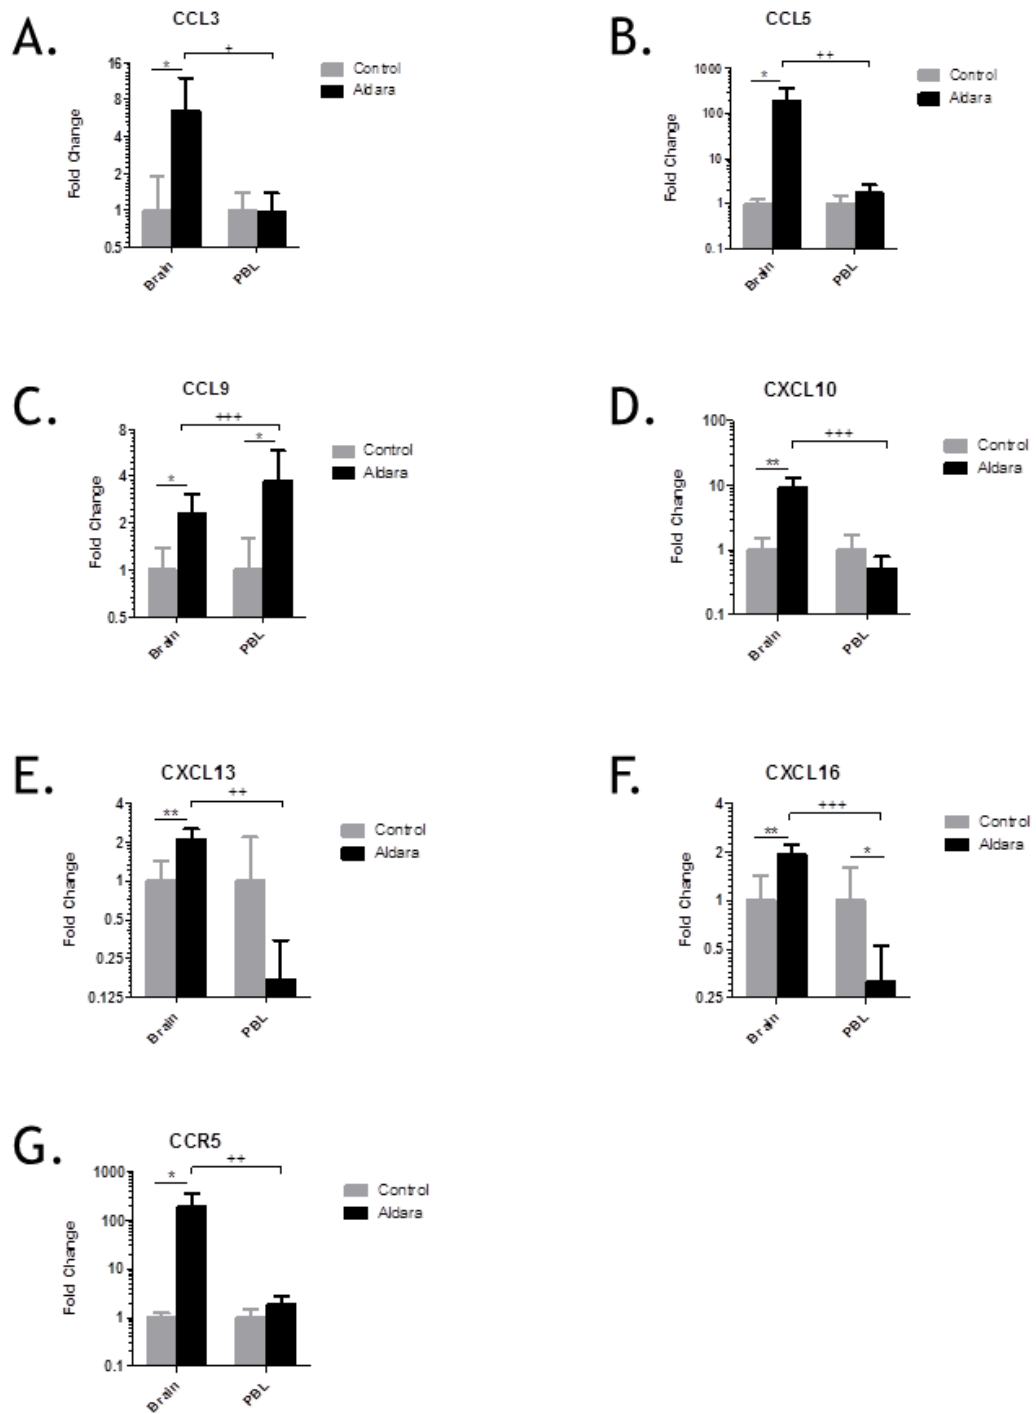 A.
CCL3
* +
16
8
4
2
1
0.5
Fold Change
Brain
PBL
Control
Aldara
B.
CCL5
* ++
1000
100
10
1
0.1
Fold Change
Brain
PBL
Control
Aldara
C.
CCL9
* +++ *
8
4
2
1
0.5
Fold Change
Brain
PBL
Control
Aldara
D.
CXCL10
** +++
100
10
1
0.1
Fold Change
Brain
PBL
Control
Aldara
E.
CXCL13
** ++
4
2
1
0.5
0.25
0.125
Fold Change
Brain
PBL
Control
Aldara
F.
CXCL16
** +++ *
4
2
1
0.5
0.25
Fold Change
Brain
PBL
Control
Aldara
G.
CCR5
* ++
1000
100
10
1
0.1
Fold Change
Brain
PBL
Control
Aldara